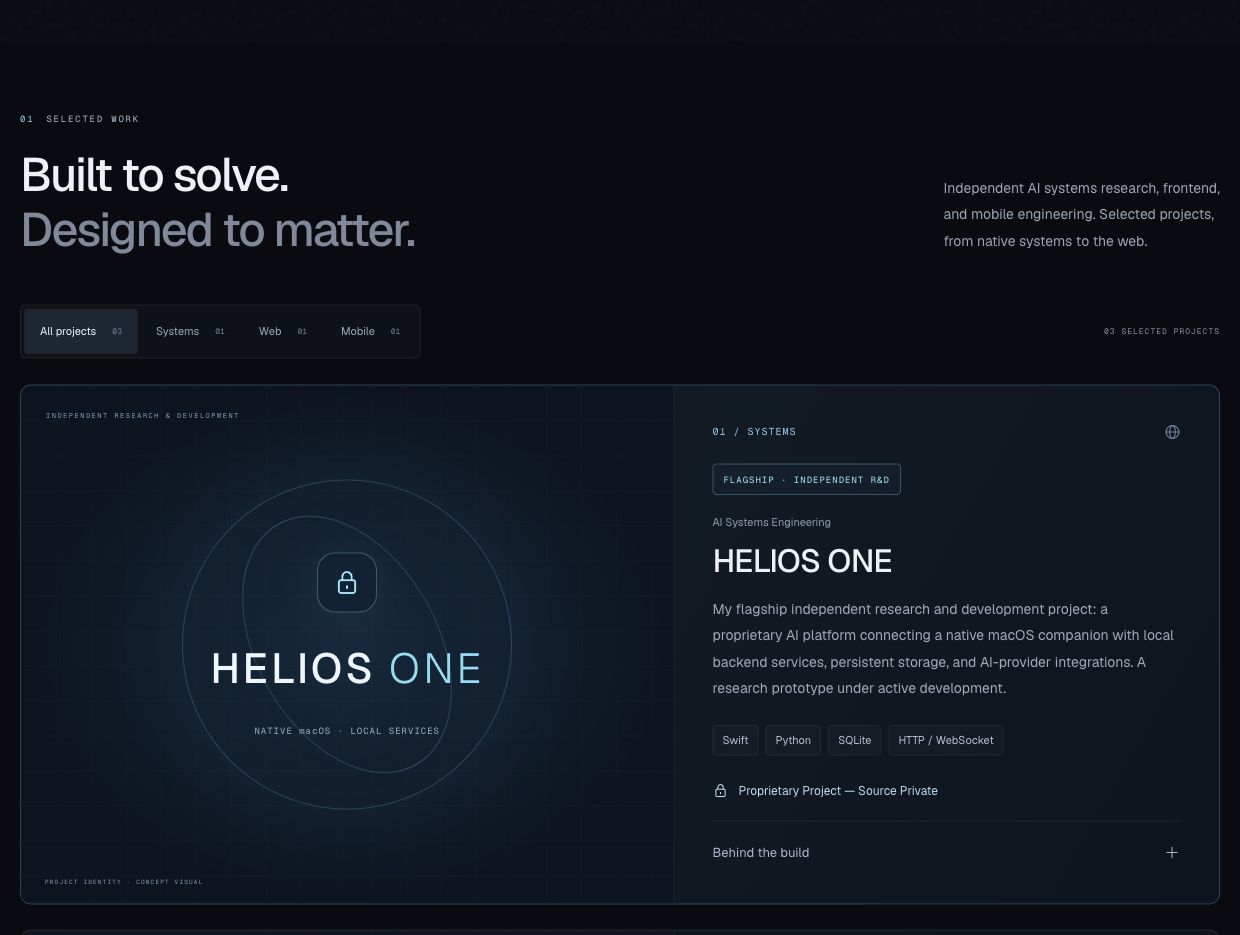 01 SELECTED WORK
Built to solve.
Designed to matter.
Independent AI systems research, frontend,
and mobile engineering. Selected projects,
from native systems to the web.
All projects 03 Systems 01 Web 01 Mobile 01
03 SELECTED PROJECTS
INDEPENDENT RESEARCH & DEVELOPMENT
HELIOS ONE
NATIVE macOS · LOCAL SERVICES
PROJECT IDENTITY · CONCEPT VISUAL
01 / SYSTEMS
FLAGSHIP · INDEPENDENT R&D
AI Systems Engineering
HELIOS ONE
My flagship independent research and development project: a
proprietary AI platform connecting a native macOS companion with local
backend services, persistent storage, and AI-provider integrations. A
research prototype under active development.
Swift Python SQLite HTTP / WebSocket
Proprietary Project — Source Private
Behind the build